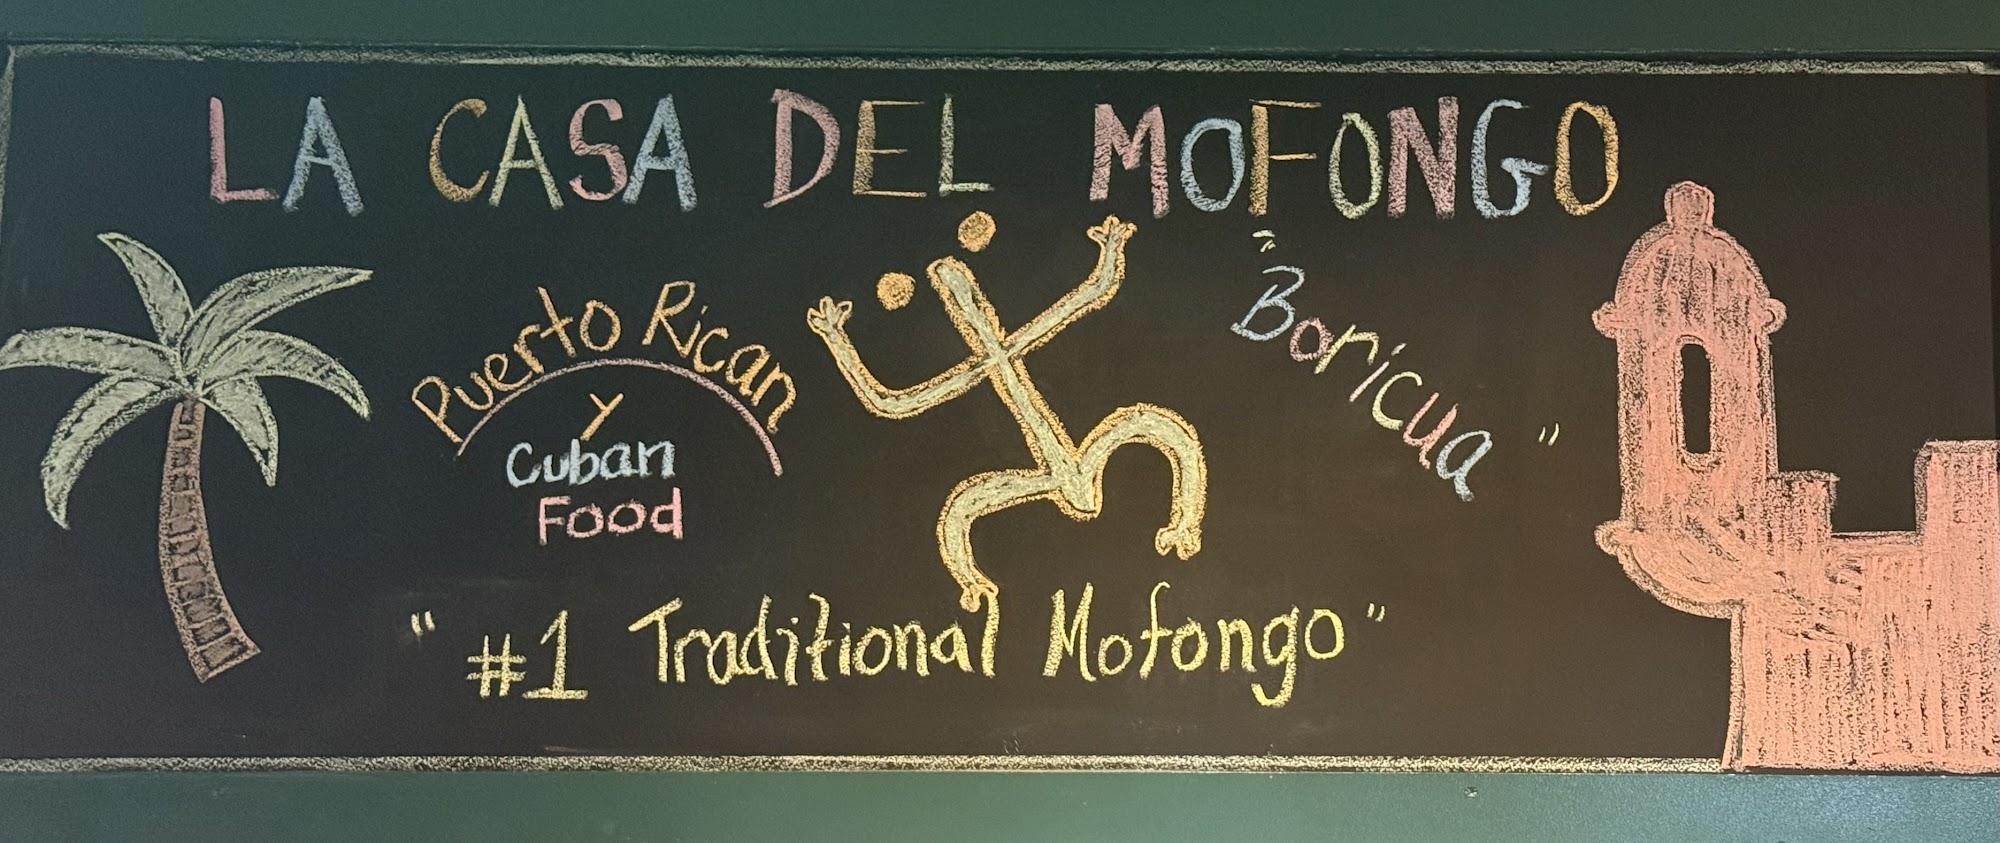 LA CASA DEL MOFONGO
Puerto Rican
y
Cuban
Food
"Boricua"
"#1 Traditional Mofongo"